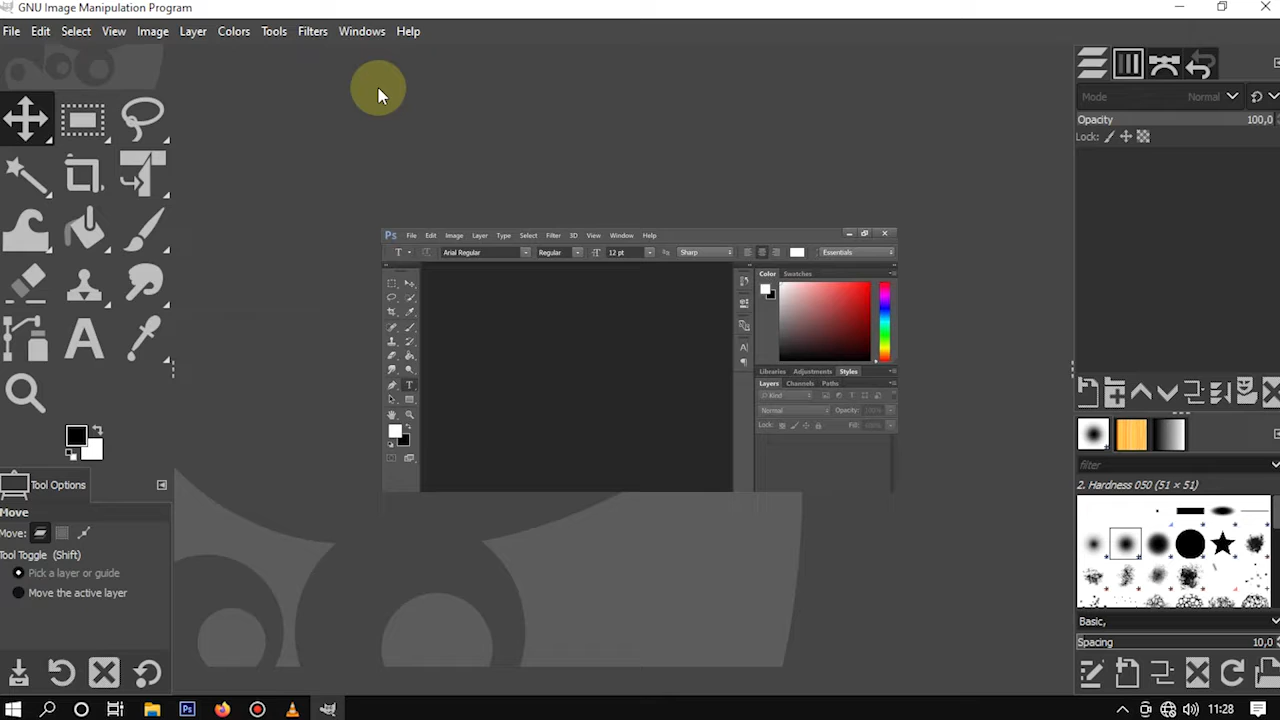 GNU Image Manipulation Program
File Edit Select View Image Layer Colors Tools Filters Windows Help
Mode Normal
Opacity 100,0
Lock:
Ps File Edit Image Layer Type Select Filter 3D View Window Help
T Arial Regular Regular 12 pt Sharp Essentials
Color Swatches
Libraries Adjustments Styles
Layers Channels Paths
Kind
Normal Opacity: 100%
Lock: Fill: 100%
Tool Options
Move
Move:
Tool Toggle (Shift)
Pick a layer or guide
Move the active layer
filter
2. Hardness 050 (51 × 51)
Basic,
Spacing 10,0
11:28